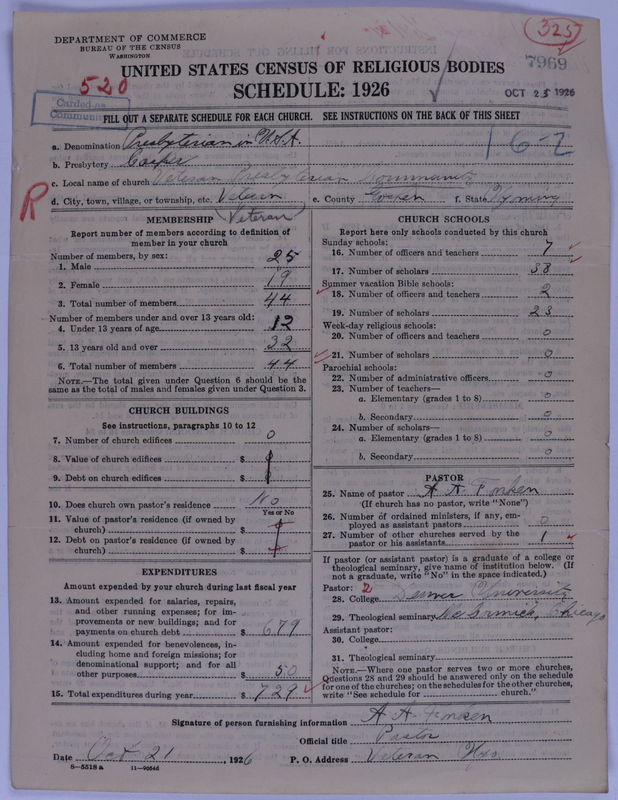 325
DEPARTMENT OF COMMERCE
BUREAU OF THE CENSUS
WASHINGTON
7969
UNITED STATES CENSUS OF RELIGIOUS BODIES
520
SCHEDULE: 1926
OCT 25 1926
Carded as
Community
FILL OUT A SEPARATE SCHEDULE FOR EACH CHURCH. SEE INSTRUCTIONS ON THE BACK OF THIS SHEET
a. Denomination Presbyterian in U.S.A.
16-2
b. Presbytery Casper
c. Local name of church Veteran Presbyterian Community
R
d. City, town, village, or township, etc. Veteran e. County Goshen f. State Wyoming
Veteran
MEMBERSHIP
Report number of members according to definition of
member in your church
Number of members, by sex:
1. Male 25
2. Female 19
3. Total number of members 44
Number of members under and over 13 years old:
4. Under 13 years of age 12
5. 13 years old and over 32
6. Total number of members 44
NOTE.—The total given under Question 6 should be the
same as the total of males and females given under Question 3.
CHURCH BUILDINGS
See instructions, paragraphs 10 to 12
7. Number of church edifices 0
8. Value of church edifices $
9. Debt on church edifices $
10. Does church own pastor's residence No
Yes or No
11. Value of pastor's residence (if owned by
church) $
12. Debt on pastor's residence (if owned by
church) $
EXPENDITURES
Amount expended by your church during last fiscal year
13. Amount expended for salaries, repairs,
and other running expenses; for im-
provements or new buildings; and for
payments on church debt $ 679
14. Amount expended for benevolences, in-
cluding home and foreign missions; for
denominational support; and for all
other purposes $ 50
15. Total expenditures during year $ 729
CHURCH SCHOOLS
Report here only schools conducted by this church
Sunday schools:
16. Number of officers and teachers 7
17. Number of scholars 38
Summer vacation Bible schools:
18. Number of officers and teachers 2
19. Number of scholars 23
Week-day religious schools:
20. Number of officers and teachers 0
21. Number of scholars 0
Parochial schools:
22. Number of administrative officers 0
23. Number of teachers—
a. Elementary (grades 1 to 8) 0
b. Secondary 0
24. Number of scholars—
a. Elementary (grades 1 to 8) 0
b. Secondary 0
PASTOR
25. Name of pastor A. A. Fonken
(If church has no pastor, write "None")
26. Number of ordained ministers, if any, em-
ployed as assistant pastors 0
27. Number of other churches served by the
pastor or his assistants 1
If pastor (or assistant pastor) is a graduate of a college or
theological seminary, give name of institution below. (If
not a graduate, write "No" in the space indicated.)
Pastor: 2
28. College Denver University
29. Theological seminary McCormick, Chicago
Assistant pastor:
30. College
31. Theological seminary
NOTE.—Where one pastor serves two or more churches,
Questions 28 and 29 should be answered only on the schedule
for one of the churches; on the schedules for the other churches,
write "See schedule for church."
Signature of person furnishing information A. A. Fonken
Official title Pastor
Date Oct 21, 1926 P. O. Address Veteran Wyo
8—5518 a 11—9084d